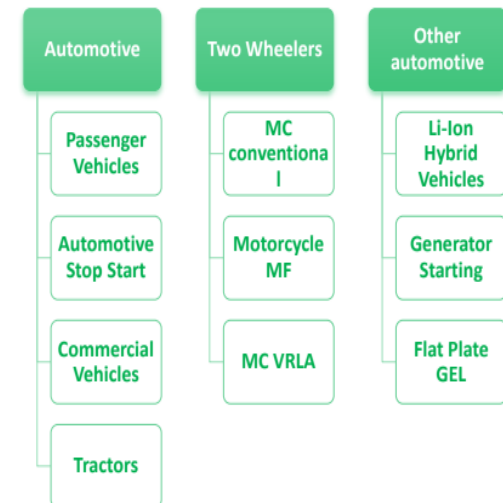 Automotive
Passenger
Vehicles
Automotive
Stop Start
Commercial
Vehicles
Tractors
Two Wheelers
MC
conventiona
l
Motorcycle
MF
MC VRLA
Other
automotive
Li-Ion
Hybrid
Vehicles
Generator
Starting
Flat Plate
GEL